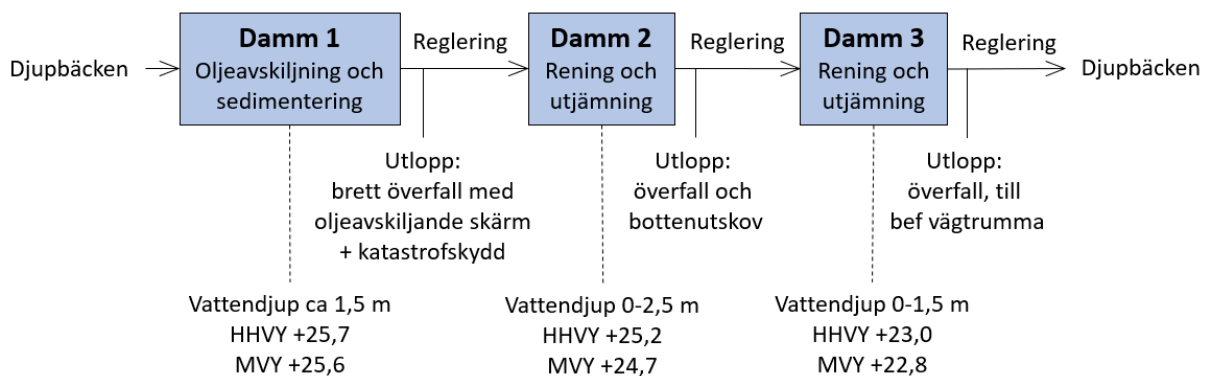 Djupbäcken
Damm 1
Oljeavskiljning och
sedimentering
Reglering
Damm 2
Rening och
utjämning
Reglering
Damm 3
Rening och
utjämning
Reglering
Djupbäcken
Utlopp:
brett överfall med
oljeavskiljande skärm
+ katastrofskydd
Utlopp:
överfall och
bottenutskov
Utlopp:
överfall, till
bef vägtrumma
Vattendjup ca 1,5 m
HHVY +25,7
MVY +25,6
Vattendjup 0-2,5 m
HHVY +25,2
MVY +24,7
Vattendjup 0-1,5 m
HHVY +23,0
MVY +22,8